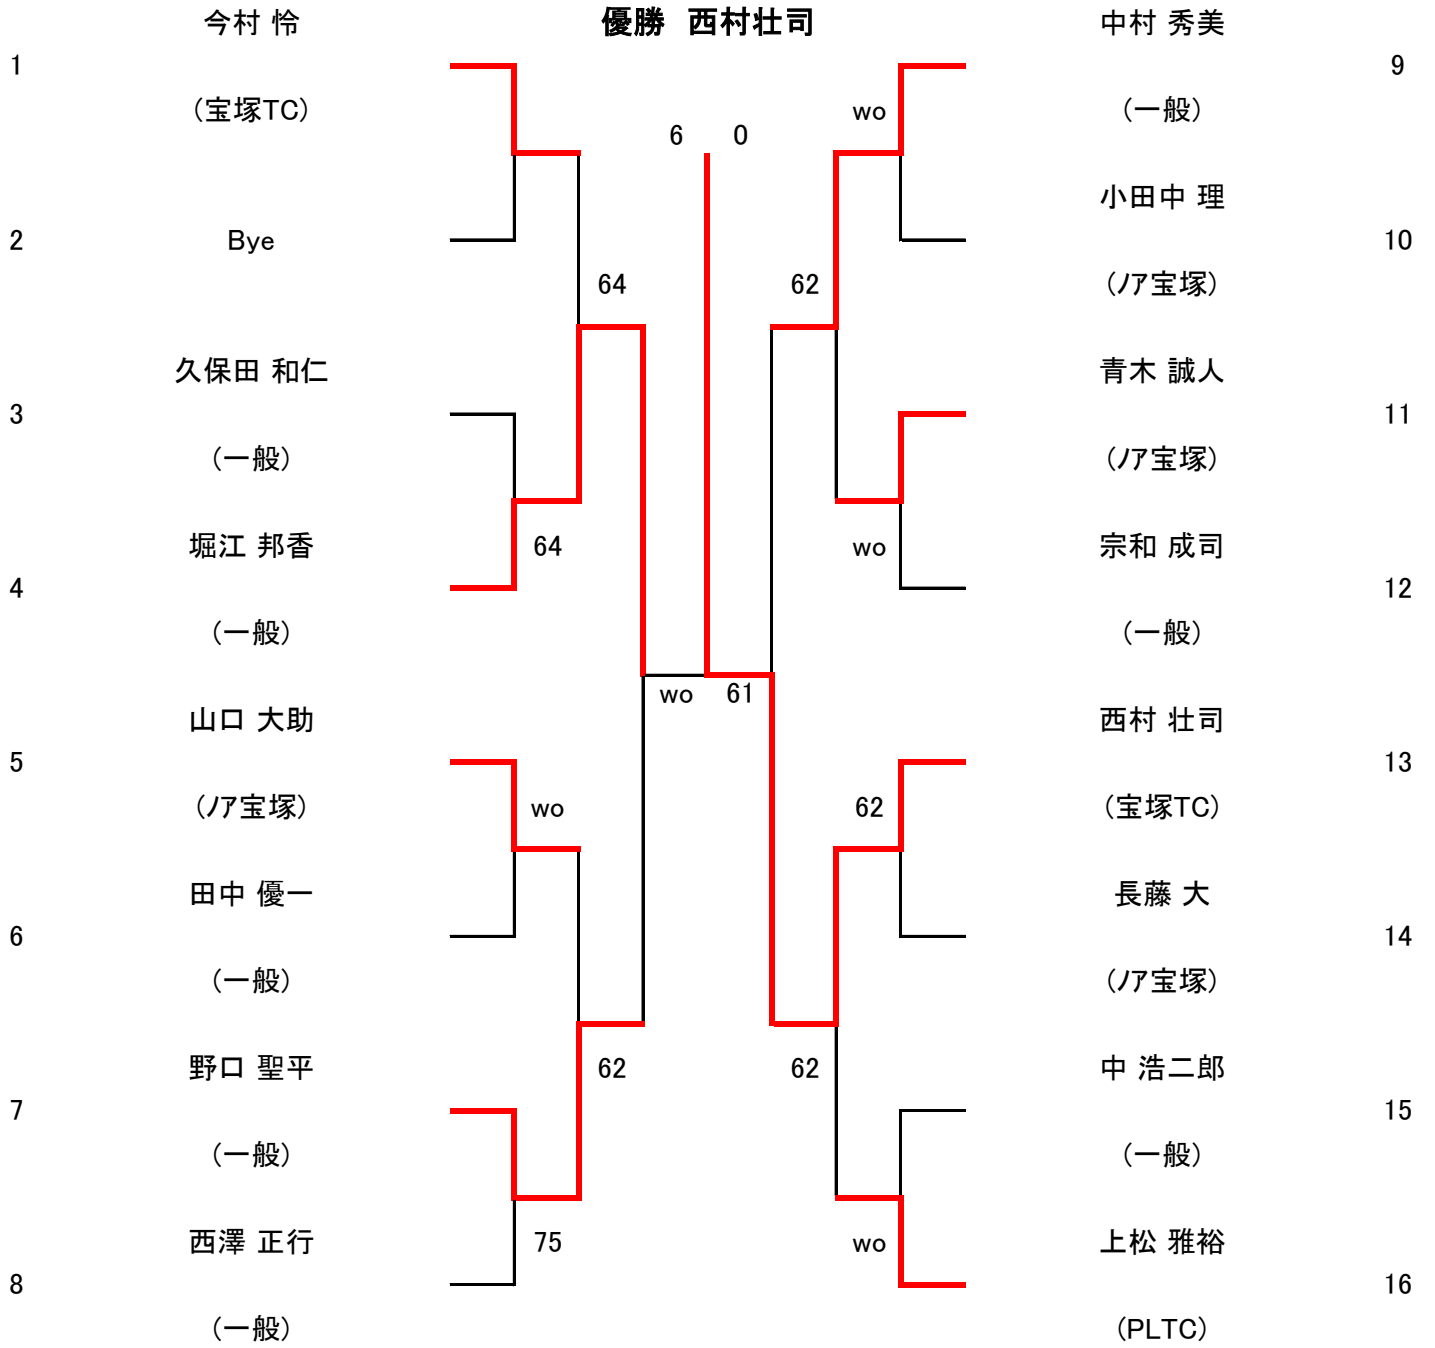 今村 怜 優勝 西村壮司 中村 秀美
1 9
(宝塚TC) wo (一般)
6 0
小田中 理
2 Bye 10
64 62 (ノア宝塚)
久保田 和仁 青木 誠人
3 11
(一般) (ノア宝塚)
堀江 邦香 64 wo 宗和 成司
4 12
(一般) (一般)
wo 61
山口 大助 西村 壮司
5 13
(ノア宝塚) wo 62 (宝塚TC)
田中 優一 長藤 大
6 14
(一般) (ノア宝塚)
野口 聖平 62 62 中 浩二郎
7 15
(一般) (一般)
西澤 正行 75 wo 上松 雅裕
8 16
(一般) (PLTC)